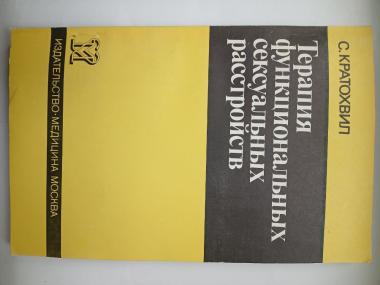 С. КРАТОХВИЛ
Терапия
функциональных
сексуальных
расстройств
ИЗДАТЕЛЬСТВО·МЕДИЦИНА МОСКВА